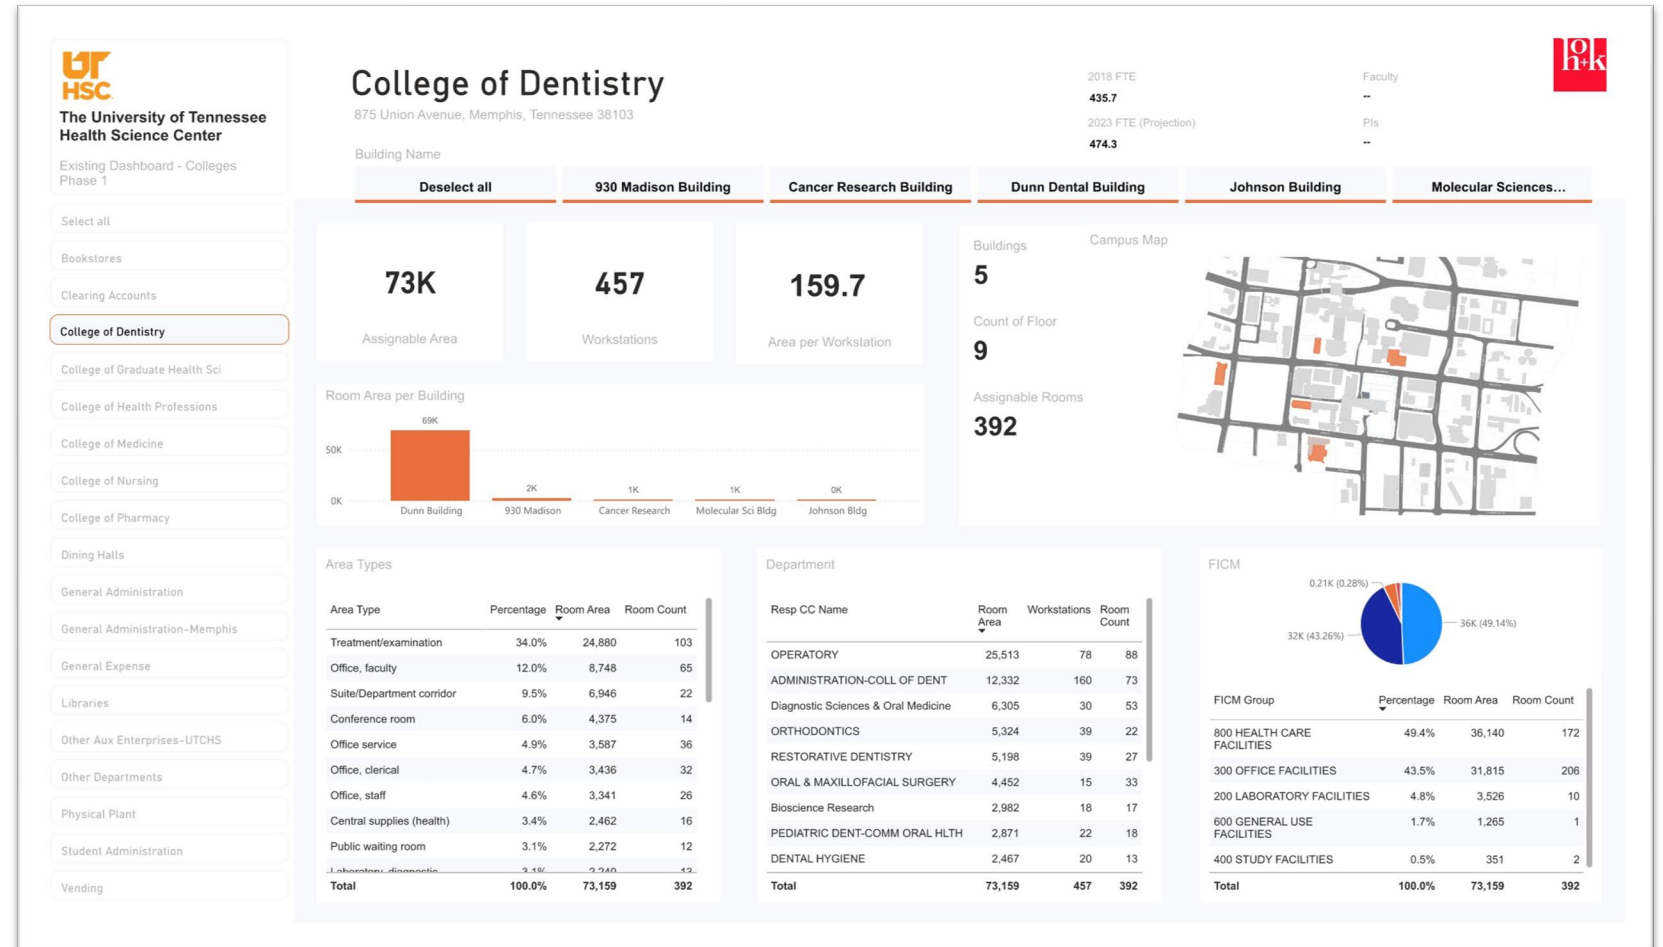 UT
HSC
The University of Tennessee
Health Science Center
Existing Dashboard - Colleges
Phase 1
Select all
Bookstores
Clearing Accounts
College of Dentistry
College of Graduate Health Sci
College of Health Professions
College of Medicine
College of Nursing
College of Pharmacy
Dining Halls
General Administration
General Administration-Memphis
General Expense
Libraries
Other Aux Enterprises-UTCHS
Other Departments
Physical Plant
Student Administration
Vending
College of Dentistry
875 Union Avenue, Memphis, Tennessee 38103
2018 FTE
435.7
2023 FTE (Projection)
474.3
Faculty
--
PIs
--
ho+k
Building Name
Deselect all 930 Madison Building Cancer Research Building Dunn Dental Building Johnson Building Molecular Sciences...
73K
Assignable Area
457
Workstations
159.7
Area per Workstation
Buildings
5
Count of Floor
9
Assignable Rooms
392
Campus Map
Room Area per Building
69K 2K 1K 1K 0K
50K
0K
Dunn Building 930 Madison Cancer Research Molecular Sci Bldg Johnson Bldg
Area Types
Area Type Percentage Room Area Room Count
Treatment/examination 34.0% 24,880 103
Office, faculty 12.0% 8,748 65
Suite/Department corridor 9.5% 6,946 22
Conference room 6.0% 4,375 14
Office service 4.9% 3,587 36
Office, clerical 4.7% 3,436 32
Office, staff 4.6% 3,341 26
Central supplies (health) 3.4% 2,462 16
Public waiting room 3.1% 2,272 12
Laboratory, diagnostic 3.1% 2,240 13
Total 100.0% 73,159 392
Department
Resp CC Name Room Area Workstations Room Count
OPERATORY 25,513 78 88
ADMINISTRATION-COLL OF DENT 12,332 160 73
Diagnostic Sciences & Oral Medicine 6,305 30 53
ORTHODONTICS 5,324 39 22
RESTORATIVE DENTISTRY 5,198 39 27
ORAL & MAXILLOFACIAL SURGERY 4,452 15 33
Bioscience Research 2,982 18 17
PEDIATRIC DENT-COMM ORAL HLTH 2,871 22 18
DENTAL HYGIENE 2,467 20 13
Total 73,159 457 392
FICM
0.21K (0.28%)
36K (49.14%)
32K (43.26%)
FICM Group Percentage Room Area Room Count
800 HEALTH CARE FACILITIES 49.4% 36,140 172
300 OFFICE FACILITIES 43.5% 31,815 206
200 LABORATORY FACILITIES 4.8% 3,526 10
600 GENERAL USE FACILITIES 1.7% 1,265 1
400 STUDY FACILITIES 0.5% 351 2
Total 100.0% 73,159 392